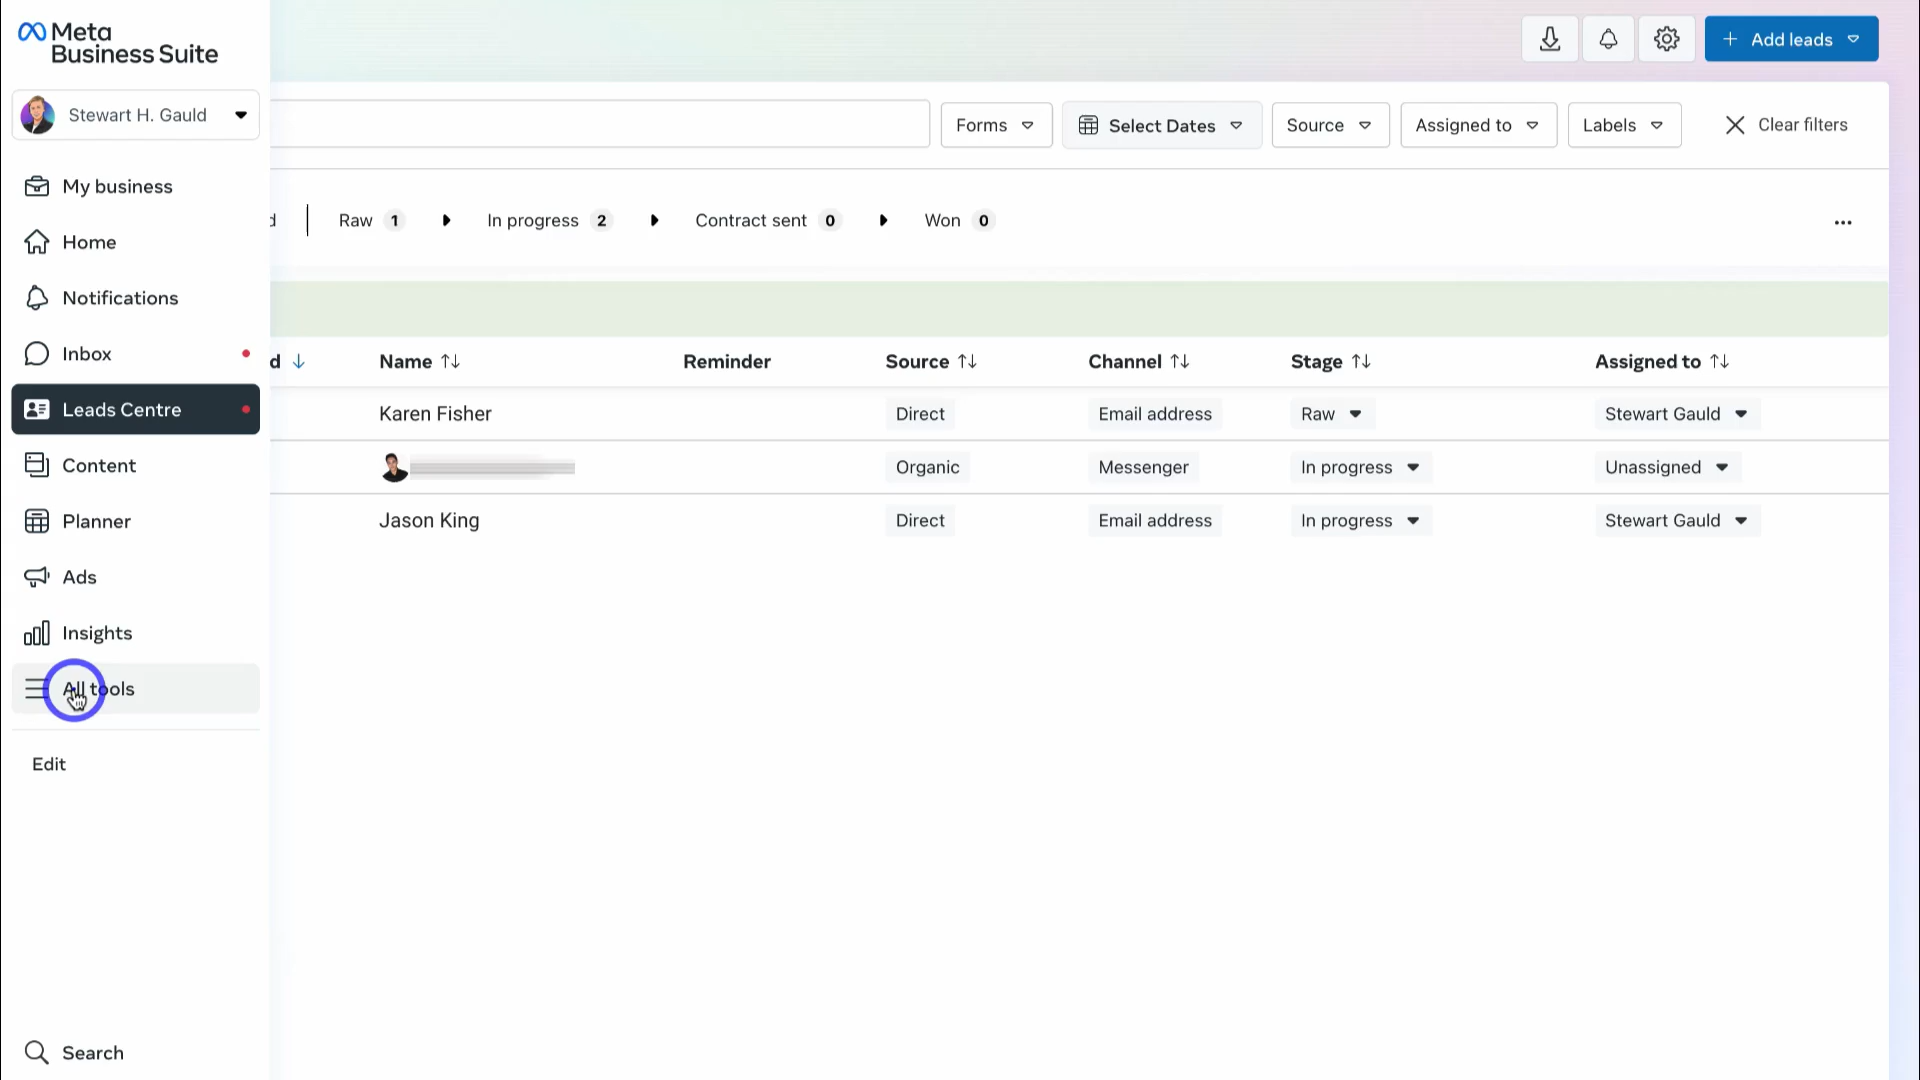 Meta
Business Suite
Add leads
Stewart H. Gauld
Forms
Select Dates
Source
Assigned to
Labels
Clear filters
My business
Home
Notifications
Inbox
Leads Centre
Content
Planner
Ads
Insights
All tools
Edit
Search
d
Raw 1
In progress 2
Contract sent 0
Won 0
...
d Name Reminder Source Channel Stage Assigned to
Karen Fisher Direct Email address Raw Stewart Gauld
Organic Messenger In progress Unassigned
Jason King Direct Email address In progress Stewart Gauld